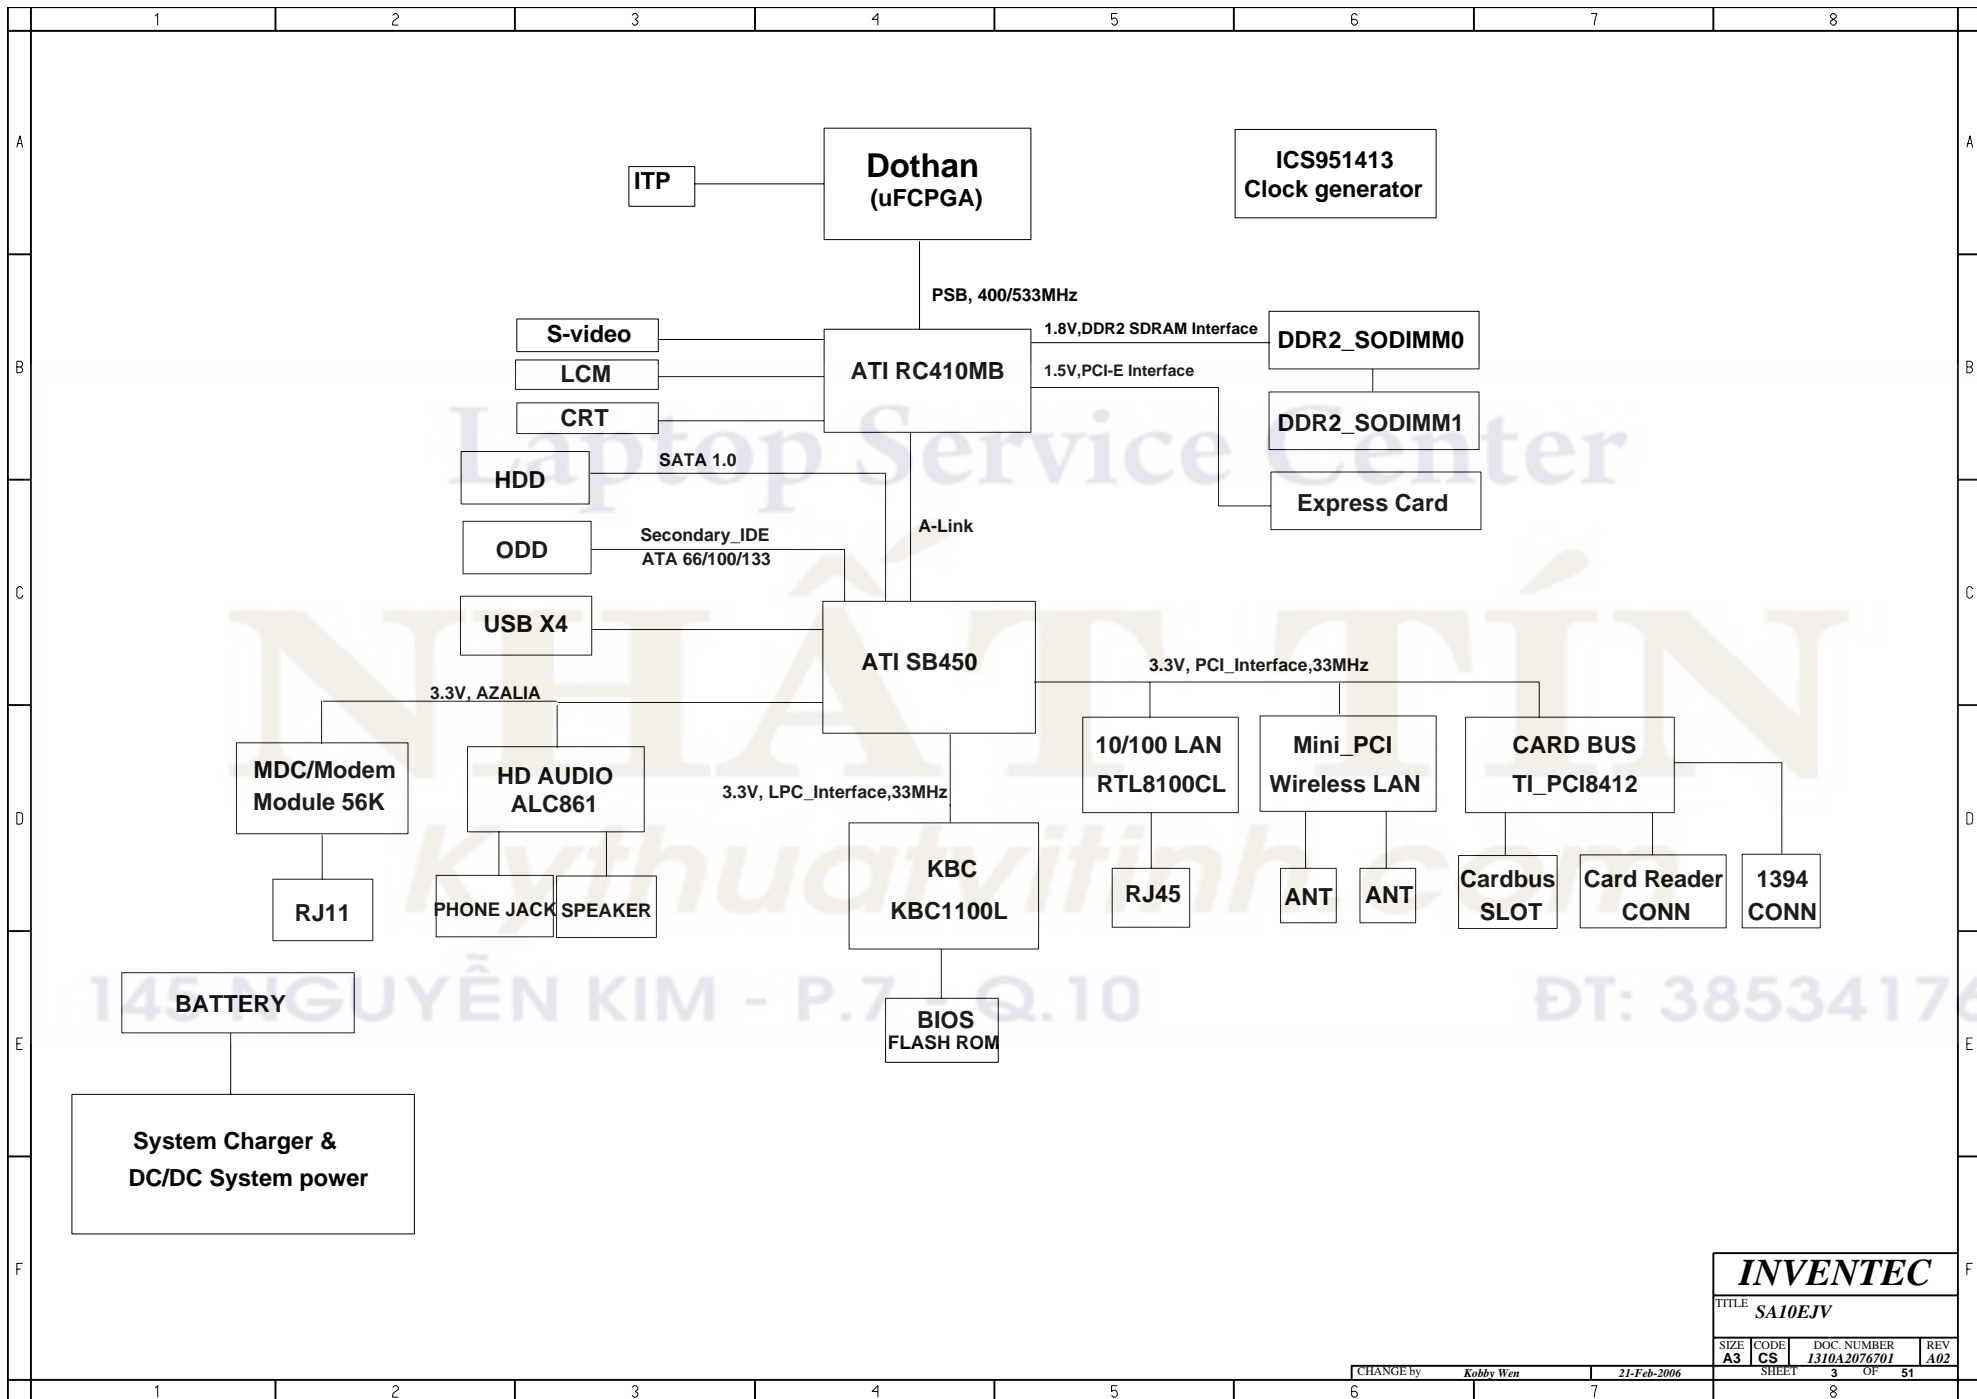 1 2 3 4 5 6 7 8
A A
ITP
Dothan
(uFCPGA)
ICS951413
Clock generator
PSB, 400/533MHz
S-video
LCM
CRT
ATI RC410MB
1.8V,DDR2 SDRAM Interface
1.5V,PCI-E Interface
DDR2_SODIMM0
DDR2_SODIMM1
Express Card
B B
Laptop Service Center
HDD
SATA 1.0
ODD
Secondary_IDE
ATA 66/100/133
A-Link
C C
NHẤT TÍN
USB X4
ATI SB450
3.3V, PCI_Interface,33MHz
3.3V, AZALIA
MDC/Modem
Module 56K
HD AUDIO
ALC861
3.3V, LPC_Interface,33MHz
10/100 LAN
RTL8100CL
Mini_PCI
Wireless LAN
CARD BUS
TI_PCI8412
D D
Kythuatvitinh.com
RJ11
PHONE JACK
SPEAKER
KBC
KBC1100L
RJ45
ANT
ANT
Cardbus
SLOT
Card Reader
CONN
1394
CONN
145 NGUYỄN KIM - P.7 - Q.10
ĐT: 38534176
BATTERY
BIOS
FLASH ROM
E E
System Charger &
DC/DC System power
F F
INVENTEC
TITLE SA10EJV
SIZE CODE DOC. NUMBER REV
A3 CS 1310A2076701 A02
CHANGE by Kobby Wen 21-Feb-2006 SHEET 3 OF 51
1 2 3 4 5 6 7 8